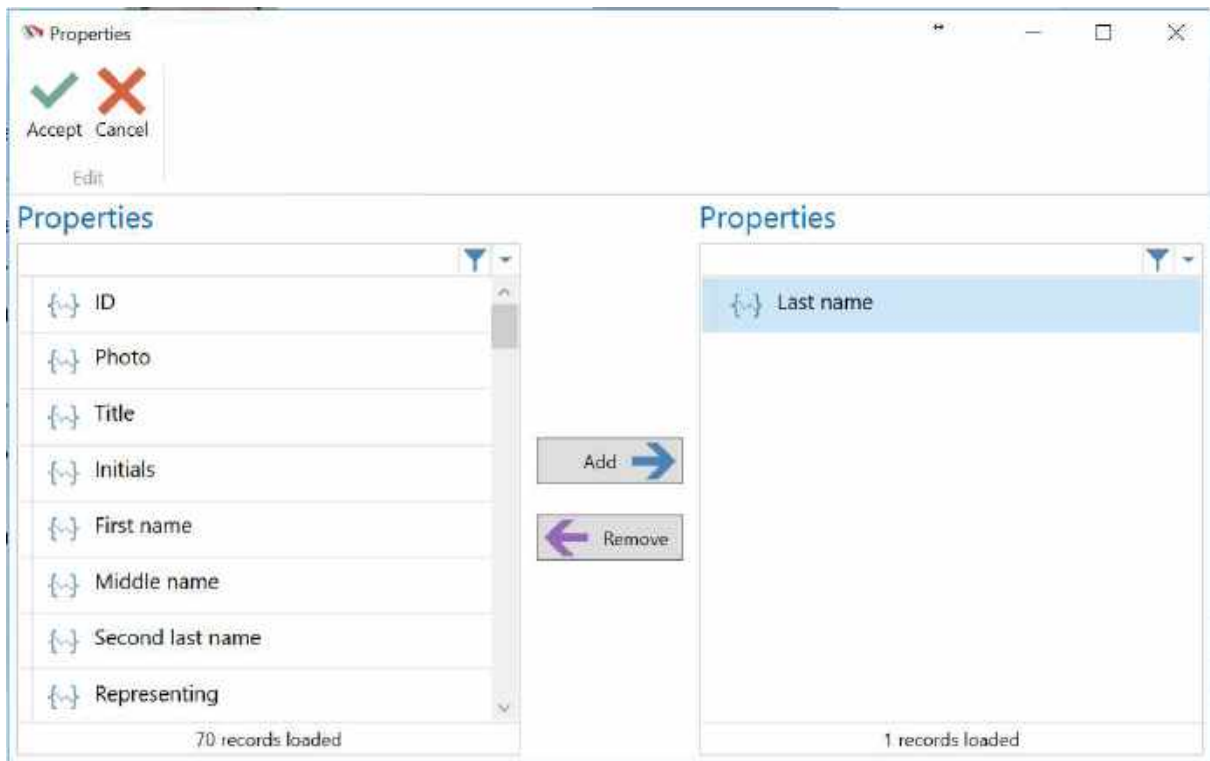 Properties
Accept Cancel
Edit
Properties
ID
Photo
Title
Initials
First name
Middle name
Second last name
Representing
70 records loaded
Add
Remove
Properties
Last name
1 records loaded